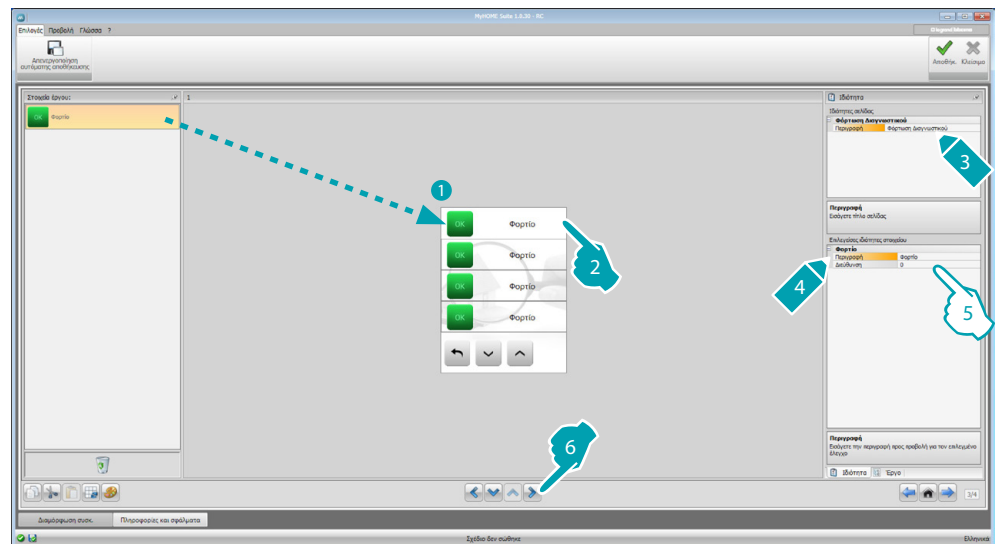 MyHOME Suite 1.0.30 - RC
Επιλογές Προβολή Γλώσσα ?
Απενεργοποίηση
αυτόματης αποθήκευσης
Αποθήκ. Κλείσιμο
Στοιχείο έργου:
1
Ιδιότητα
OK Φορτίο
Ιδιότητες σελίδας
Φόρτωση Διαγνωστικού
Περιγραφή Φόρτωση Διαγνωστικού
3
1
Περιγραφή
Εισάγετε τίτλο σελίδας
OK Φορτίο
2
Επιλεγείσες ιδιότητες στοιχείου
Φορτίο
Περιγραφή Φορτίο
Διεύθυνση 0
OK Φορτίο
4
OK Φορτίο
5
OK Φορτίο
6
Περιγραφή
Εισάγετε την περιγραφή προς προβολή για τον επιλεγμένο
έλεγχο
Ιδιότητα Έργο
3/4
Διαμόρφωση συσκ. Πληροφορίες και σφάλματα
Σχέδιο δεν σώθηκε
Ελληνικά